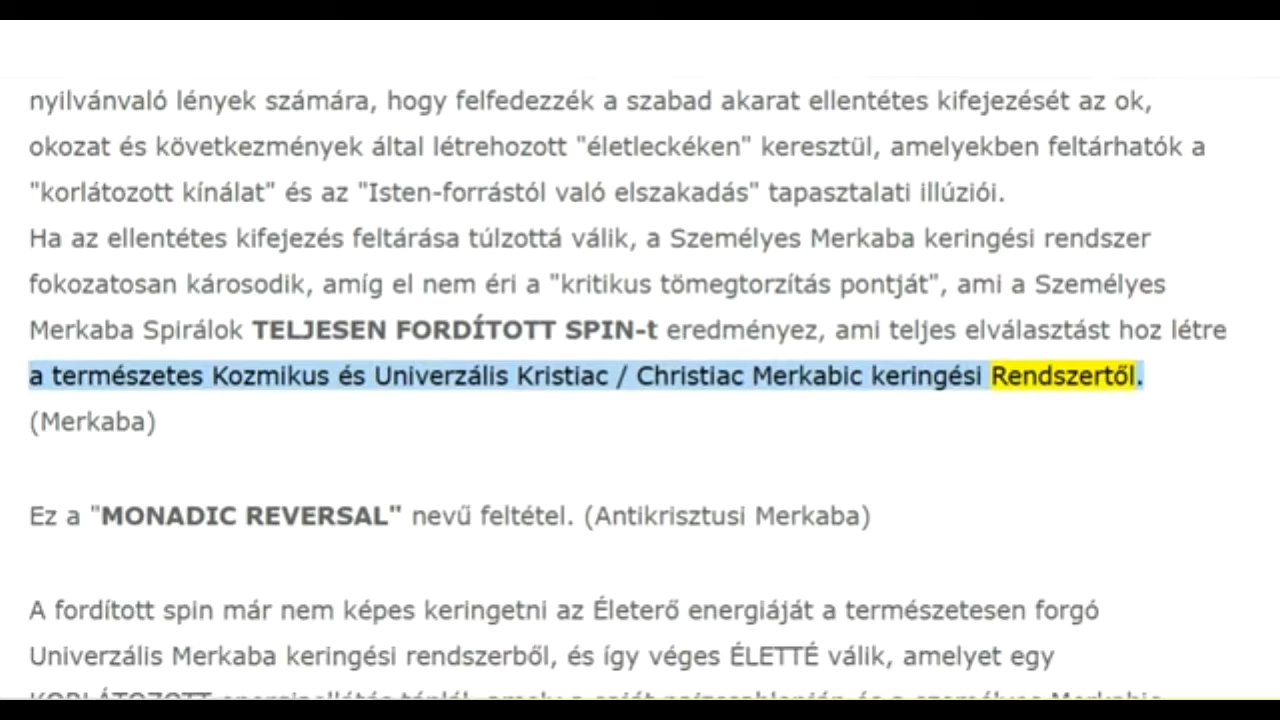 nyilvánvaló lények számára, hogy felfedezzék a szabad akarat ellentétes kifejezését az ok,
okozat és következmények által létrehozott "életleckéken" keresztül, amelyekben feltárhatók a
"korlátozott kínálat" és az "Isten-forrástól való elszakadás" tapasztalati illúziói.
Ha az ellentétes kifejezés feltárása túlzottá válik, a Személyes Merkaba keringési rendszer
fokozatosan károsodik, amíg el nem éri a "kritikus tömegtorzítás pontját", ami a Személyes
Merkaba Spirálok TELJESEN FORDÍTOTT SPIN-t eredményez, ami teljes elválasztást hoz létre
a természetes Kozmikus és Univerzális Kristiac / Christiac Merkabic keringési Rendszertől.
(Merkaba)
Ez a "MONADIC REVERSAL" nevű feltétel. (Antikrisztusi Merkaba)
A fordított spin már nem képes keringetni az Életerő energiáját a természetesen forgó
Univerzális Merkaba keringési rendszerből, és így véges ÉLETTÉ válik, amelyet egy